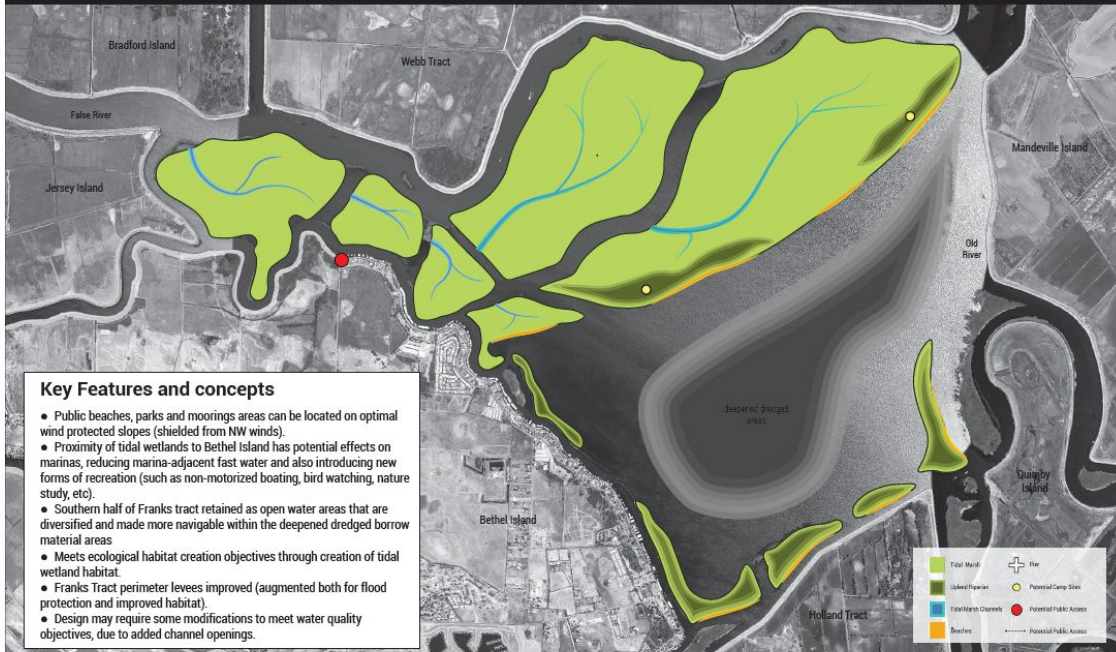 Bradford Island
Webb Tract
False River
Mandeville Island
Jersey Island
Old
River
Key Features and concepts
● Public beaches, parks and moorings areas can be located on optimal
wind protected slopes (shielded from NW winds).
● Proximity of tidal wetlands to Bethel Island has potential effects on
marinas, reducing marina-adjacent fast water and also introducing new
forms of recreation (such as non-motorized boating, bird watching, nature
study, etc).
● Southern half of Franks tract retained as open water areas that are
diversified and made more navigable within the deepened dredged borrow
material areas
● Meets ecological habitat creation objectives through creation of tidal
wetland habitat.
● Franks Tract perimeter levees improved (augmented both for flood
protection and improved habitat).
● Design may require some modifications to meet water quality
objectives, due to added channel openings.
deepened dredged
areas
Quimby
Island
Bethel Island
Holland Tract
Tidal Marsh
Upland Riparian
Tidal Marsh Channels
Beaches
Pier
Potential Camp Sites
Potential Public Access
Potential Public Access